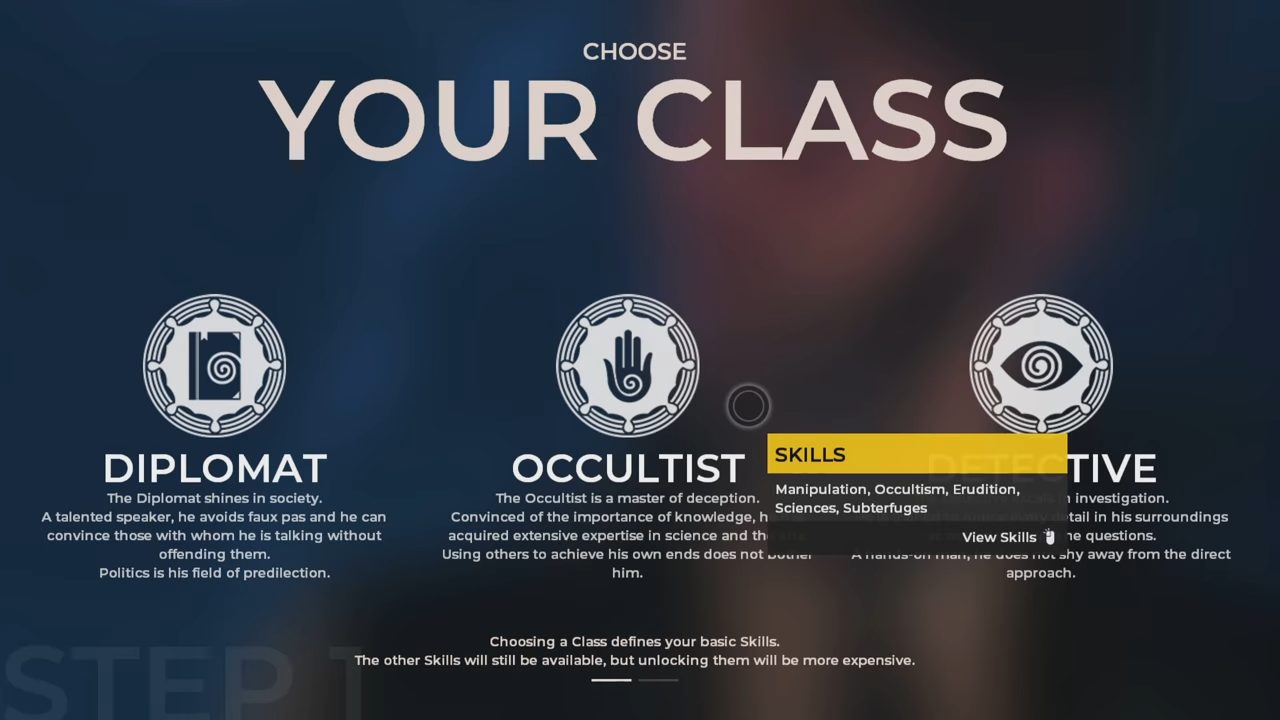 CHOOSE
YOUR CLASS
DIPLOMAT
The Diplomat shines in society.
A talented speaker, he avoids faux pas and he can
convince those with whom he is talking without
offending them.
Politics is his field of predilection.
OCCULTIST
The Occultist is a master of deception.
Convinced of the importance of knowledge, h
acquired extensive expertise in science and the
Using others to achieve his own ends does not bother
him.
SKILLS
Manipulation, Occultism, Erudition,
Sciences, Subterfuges
View Skills
DETECTIVE
in investigation.
detail in his surroundings
the questions.
A hands-on man, he does not shy away from the direct
approach.
Choosing a Class defines your basic Skills.
The other Skills will still be available, but unlocking them will be more expensive.
STEP 1